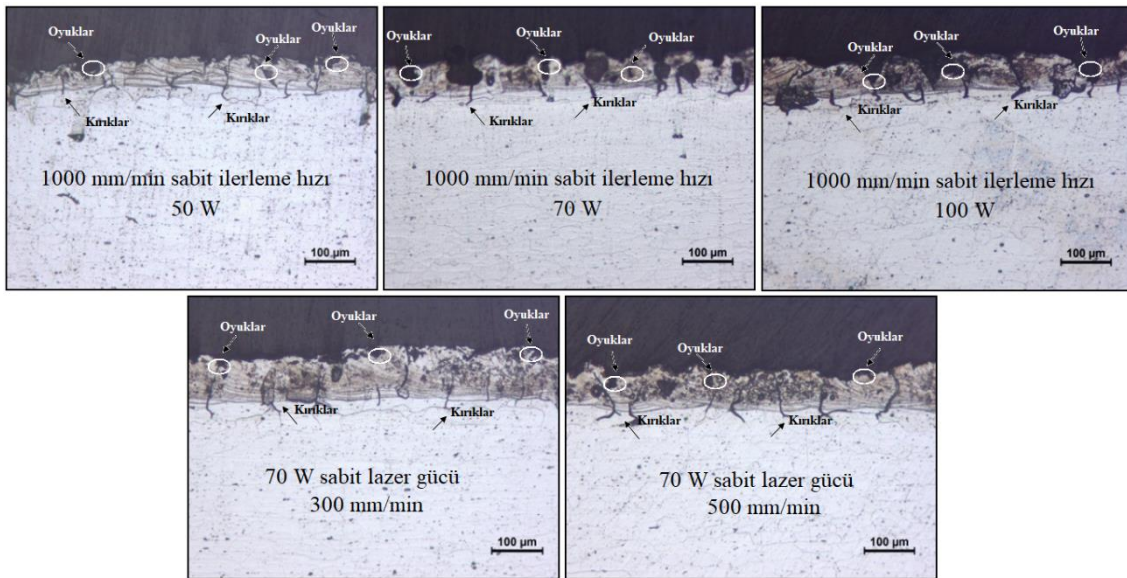 Oyuklar
Oyuklar
Oyuklar
Kırıklar
Kırıklar
1000 mm/min sabit ilerleme hızı
50 W
100 µm
Oyuklar
Oyuklar
Oyuklar
Kırıklar
Kırıklar
1000 mm/min sabit ilerleme hızı
70 W
100 µm
Oyuklar
Oyuklar
Oyuklar
Kırıklar
Kırıklar
1000 mm/min sabit ilerleme hızı
100 W
100 µm
Oyuklar
Oyuklar
Oyuklar
Kırıklar
Kırıklar
70 W sabit lazer gücü
300 mm/min
100 µm
Oyuklar
Oyuklar
Oyuklar
Kırıklar
Kırıklar
70 W sabit lazer gücü
500 mm/min
100 µm